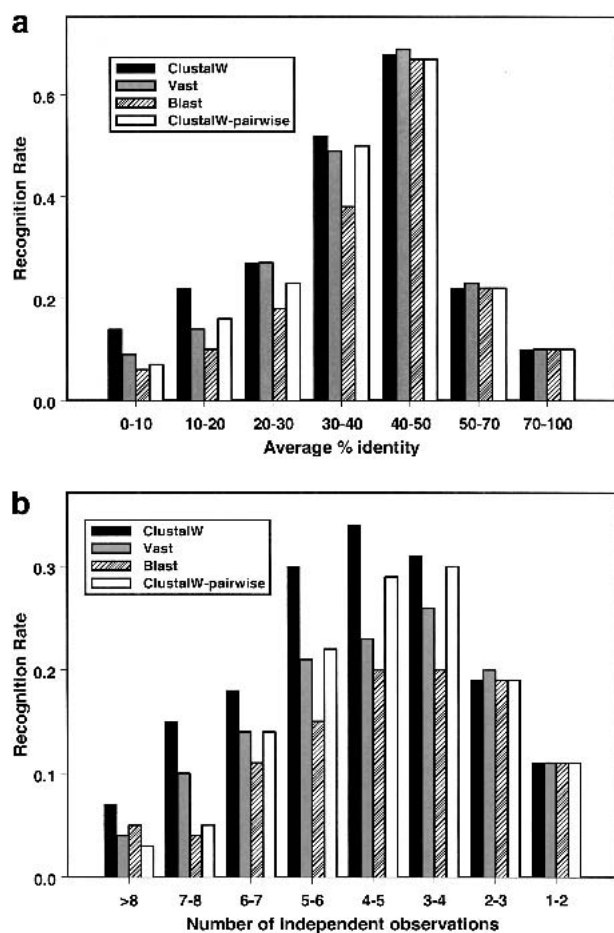 a
Recognition Rate
0.6
0.4
0.2
0.0
ClustalW
Vast
Blast
ClustalW-pairwise
0-10 10-20 20-30 30-40 40-50 50-70 70-100
Average % identity
b
Recognition Rate
0.3
0.2
0.1
0.0
ClustalW
Vast
Blast
ClustalW-pairwise
>8 7-8 6-7 5-6 4-5 3-4 2-3 1-2
Number of independent observations